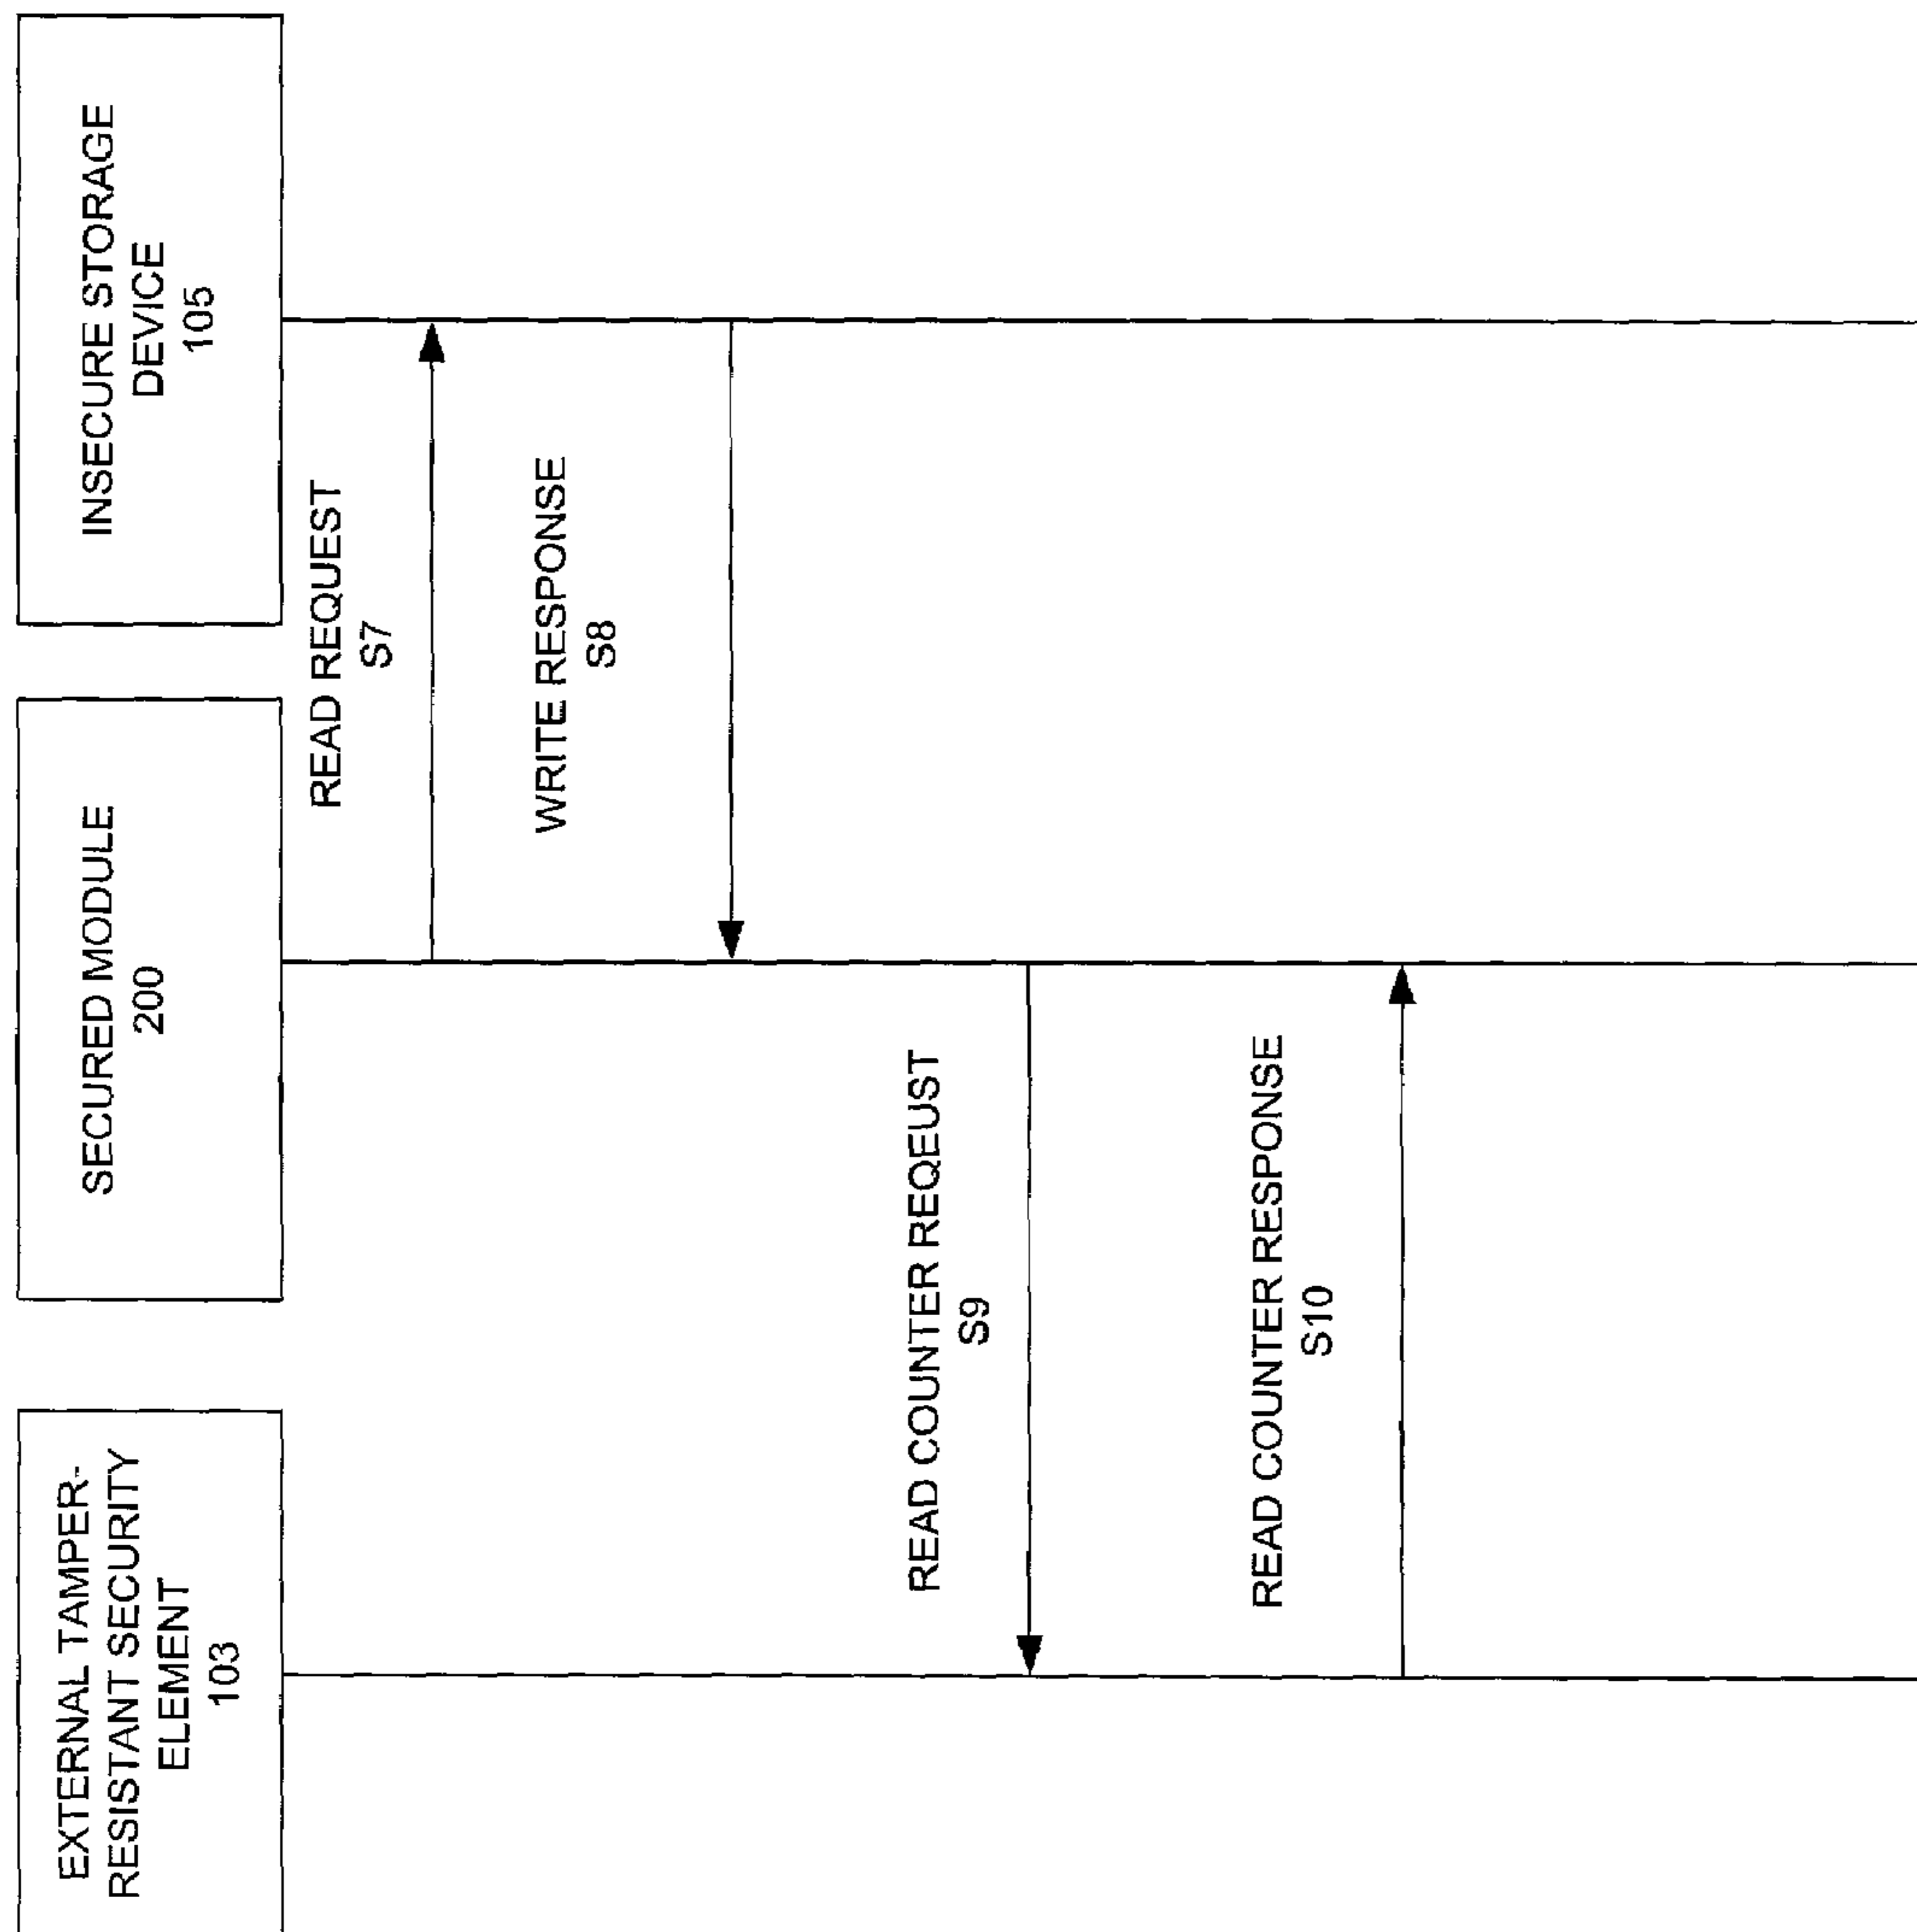 EXTERNAL TAMPER-
RESISTANT SECURITY
ELEMENT
103
SECURED MODULE
200
INSECURE STORAGE
DEVICE
105
READ REQUEST
S7
WRITE RESPONSE
S8
READ COUNTER REQEUST
S9
READ COUNTER RESPONSE
S10